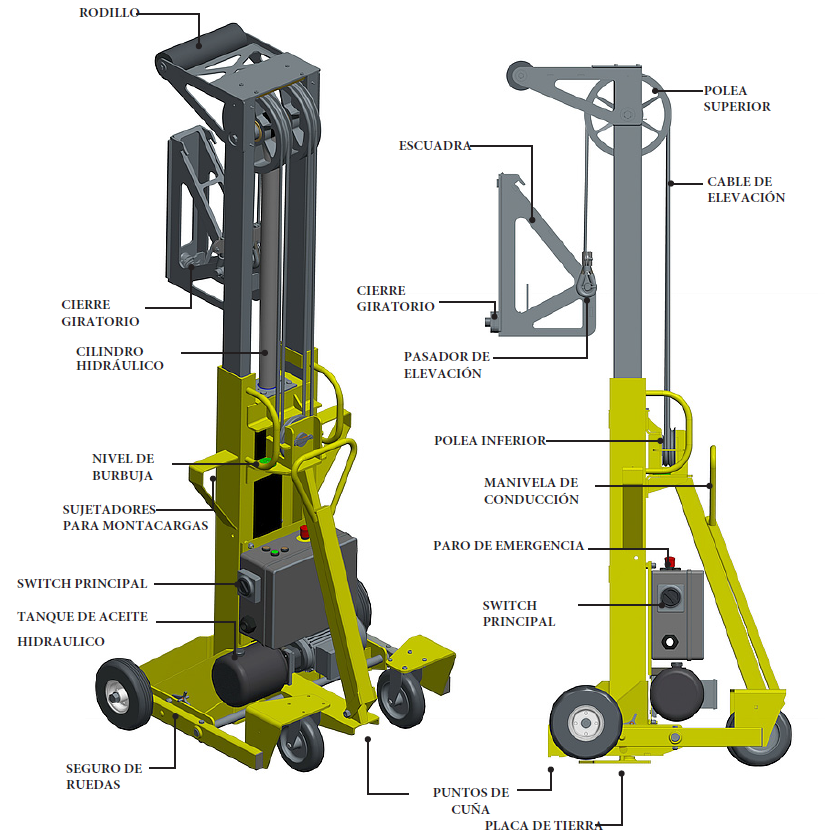 RODILLO
CIERRE
GIRATORIO
CILINDRO
HIDRÁULICO
NIVEL DE
BURBUJA
SUJETADORES
PARA MONTACARGAS
SWITCH PRINCIPAL
TANQUE DE ACEITE
HIDRAULICO
SEGURO DE
RUEDAS
POLEA
SUPERIOR
ESCUADRA
CABLE DE
ELEVACIÓN
CIERRE
GIRATORIO
PASADOR DE
ELEVACIÓN
POLEA INFERIOR
MANIVELA DE
CONDUCCIÓN
PARO DE EMERGENCIA
SWITCH
PRINCIPAL
PUNTOS DE
CUÑA
PLACA DE TIERRA